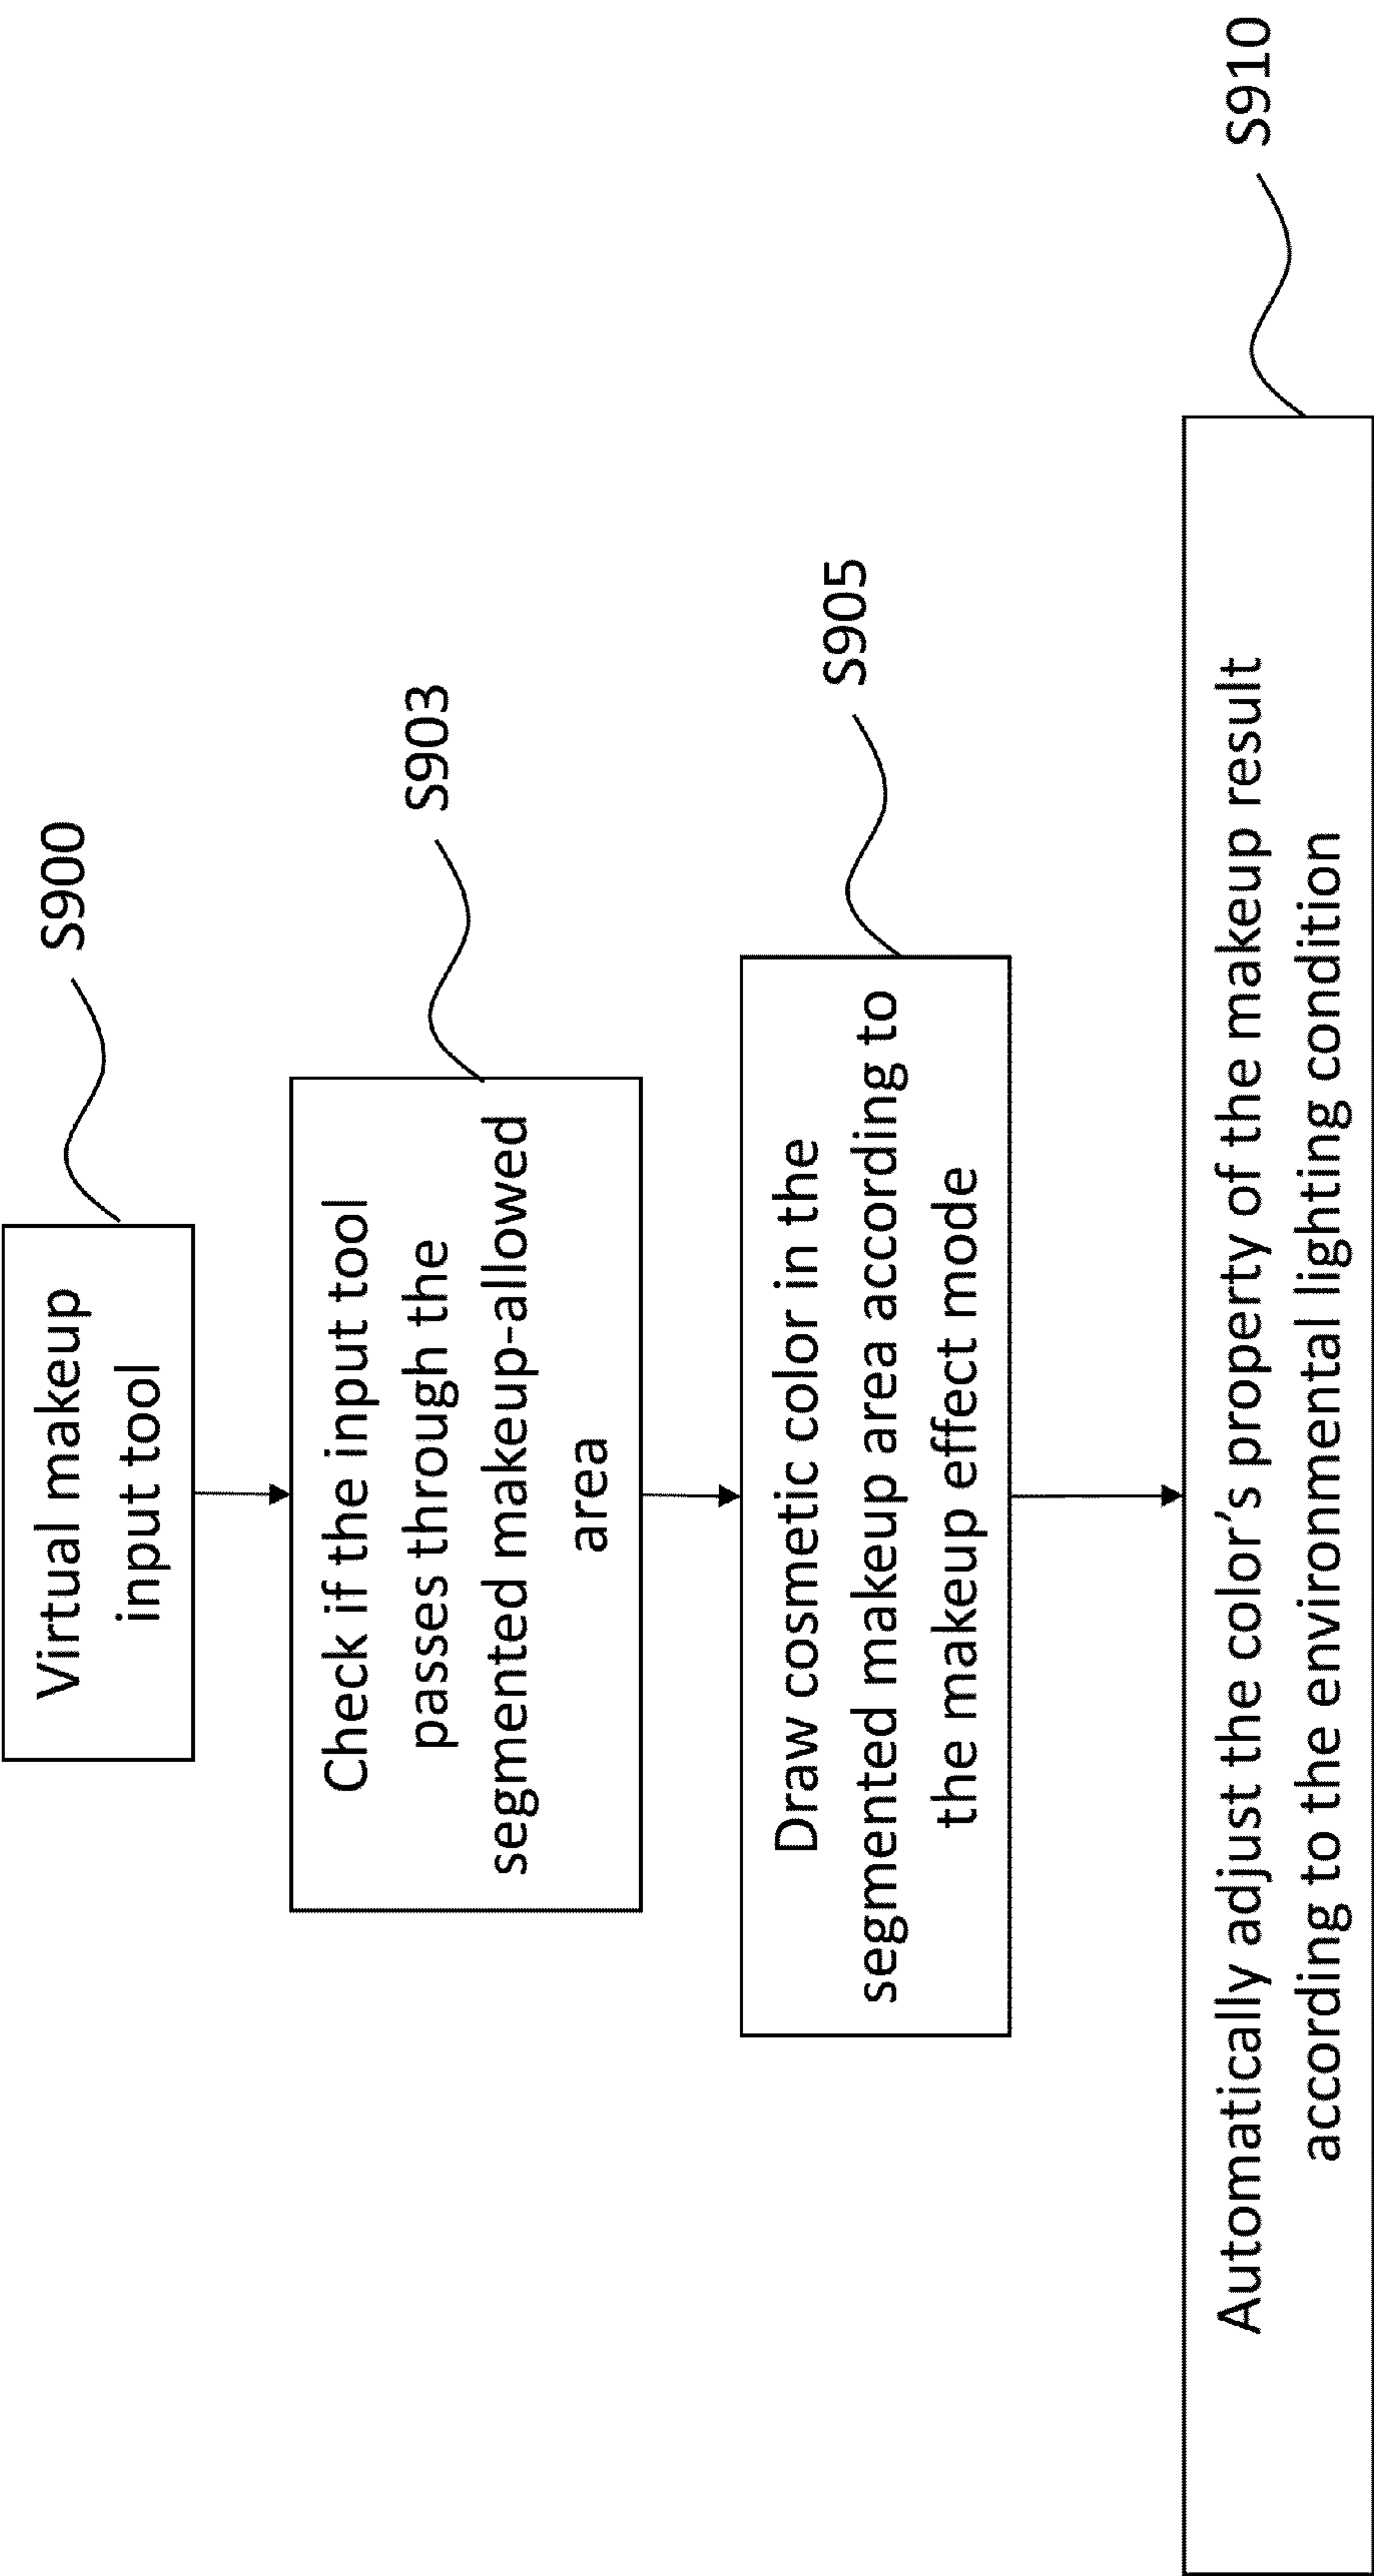 S900
Virtual makeup
input tool
S903
Check if the input tool
passes through the
segmented makeup-allowed
area
S905
Draw cosmetic color in the
segmented makeup area according to
the makeup effect mode
S910
Automatically adjust the color’s property of the makeup result
according to the environmental lighting condition